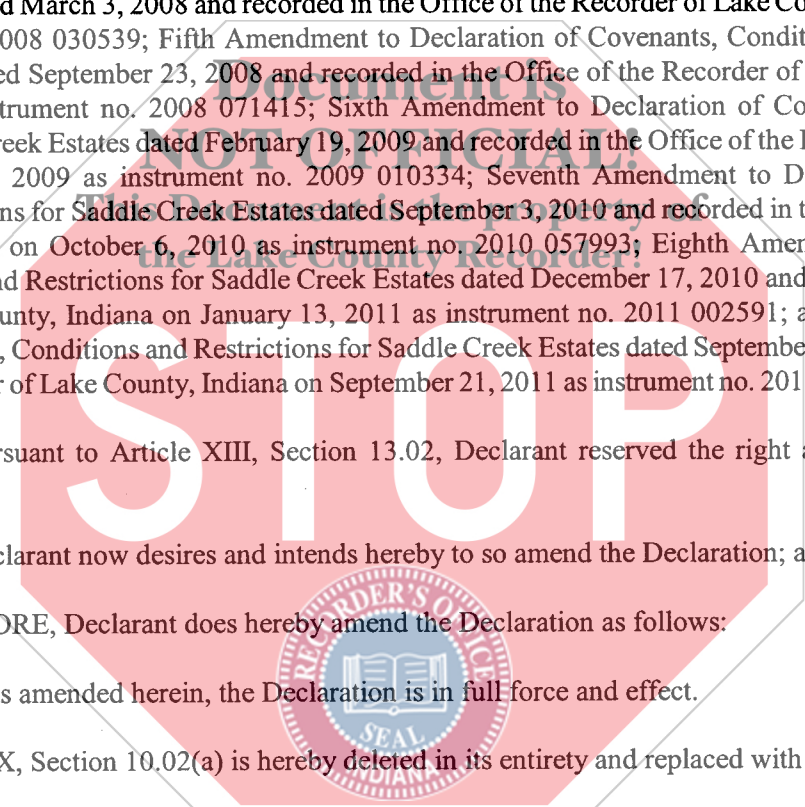 d March 3, 2008 and recorded in the Office of the Recorder of Lake Co
008 030539; Fifth Amendment to Declaration of Covenants, Condit
ed September 23, 2008 and recorded in the Office of the Recorder of
Document is
trument no. 2008 071415; Sixth Amendment to Declaration of Co
reek Estates dated February 19, 2009 and recorded in the Office of the
NOT OFFICIAL!
2009 as instrument no. 2009 010334; Seventh Amendment to D
ns for Saddle Creek Estates dated September 3, 2010 and recorded in t
This Document is the property of
on October 6, 2010 as instrument no. 2010 057993; Eighth Amen
the Lake County Recorder!
nd Restrictions for Saddle Creek Estates dated December 17, 2010 and
unty, Indiana on January 13, 2011 as instrument no. 2011 002591; a
, Conditions and Restrictions for Saddle Creek Estates dated Septembe
r of Lake County, Indiana on September 21, 2011 as instrument no. 201
STOP
rsuant to Article XIII, Section 13.02, Declarant reserved the right a
clarant now desires and intends hereby to so amend the Declaration; a
ORE, Declarant does hereby amend the Declaration as follows:
RECORDER'S OFFICE
s amended herein, the Declaration is in full force and effect.
SEAL
X, Section 10.02(a) is hereby deleted in its entirety and replaced with
INDIANA